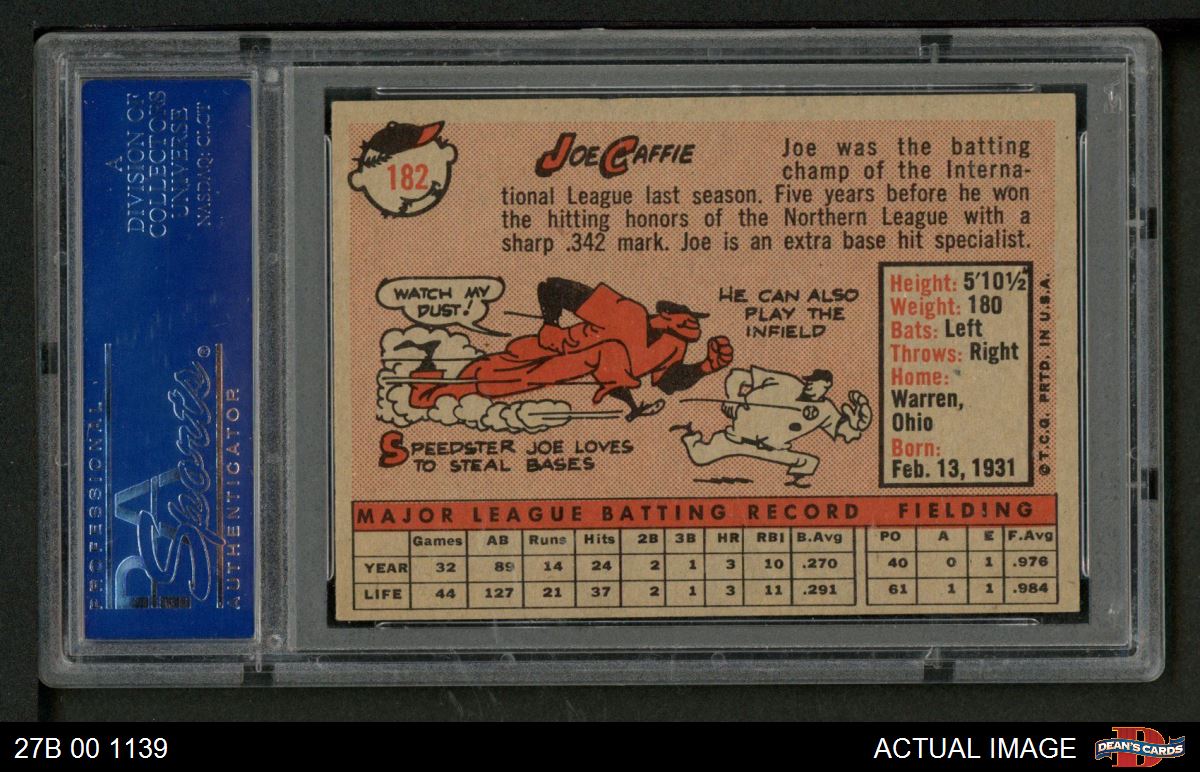 A
DIVISION OF
COLLECTORS
UNIVERSE
NASDAQ: CLCT
PROFESSIONAL
PSA
Sports®
AUTHENTICATOR
182
JOE CAFFIE
Joe was the batting
champ of the Interna-
tional League last season. Five years before he won
the hitting honors of the Northern League with a
sharp .342 mark. Joe is an extra base hit specialist.
WATCH MY
DUST!
SPEEDSTER JOE LOVES
TO STEAL BASES
HE CAN ALSO
PLAY THE
INFIELD
Height: 5'10½"
Weight: 180
Bats: Left
Throws: Right
Home:
Warren,
Ohio
Born:
Feb. 13, 1931
©T.C.G. PRTD. IN U.S.A.
MAJOR LEAGUE BATTING RECORD FIELDING
Games AB Runs Hits 2B 3B HR RBI B.Avg PO A E F.Avg
YEAR 32 89 14 24 2 1 3 10 .270 40 0 1 .976
LIFE 44 127 21 37 2 1 3 11 .291 61 1 1 .984
27B 00 1139
ACTUAL IMAGE
DEAN'S CARDS